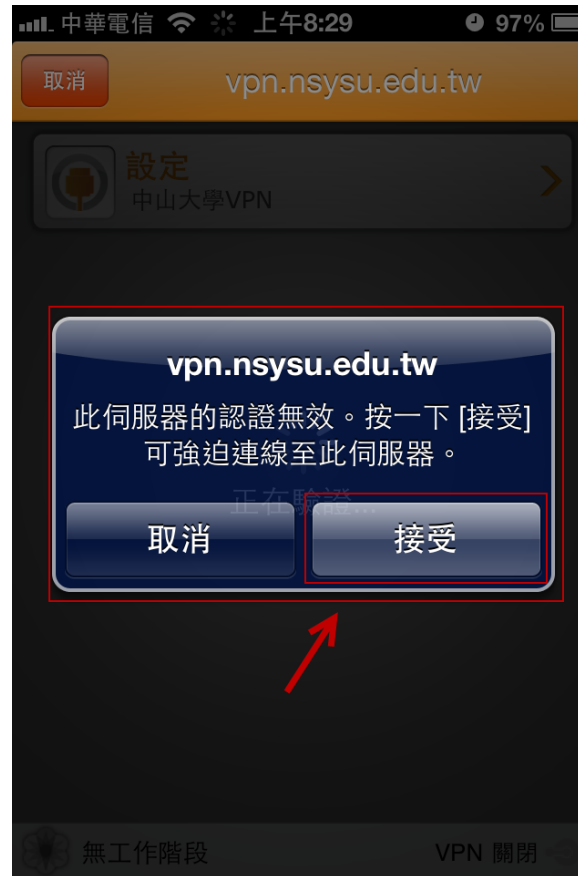 中華電信 上午8:29 97%
取消 vpn.nsysu.edu.tw
設定
中山大學VPN
vpn.nsysu.edu.tw
此伺服器的認證無效。按一下 [接受]
可強迫連線至此伺服器。
正在驗證...
取消 接受
無工作階段 VPN 關閉